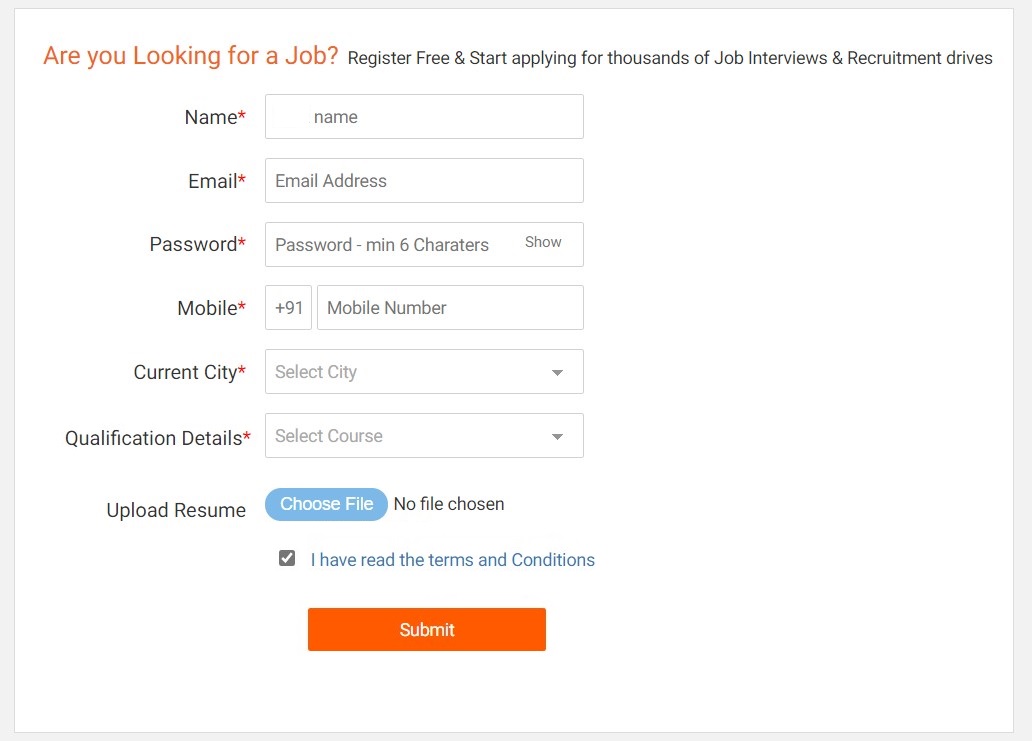 Are you Looking for a Job? Register Free & Start applying for thousands of Job Interviews & Recruitment drives
Name* name
Email* Email Address
Password* Password - min 6 Charaters Show
Mobile* +91 Mobile Number
Current City* Select City
Qualification Details* Select Course
Upload Resume Choose File No file chosen
I have read the terms and Conditions
Submit